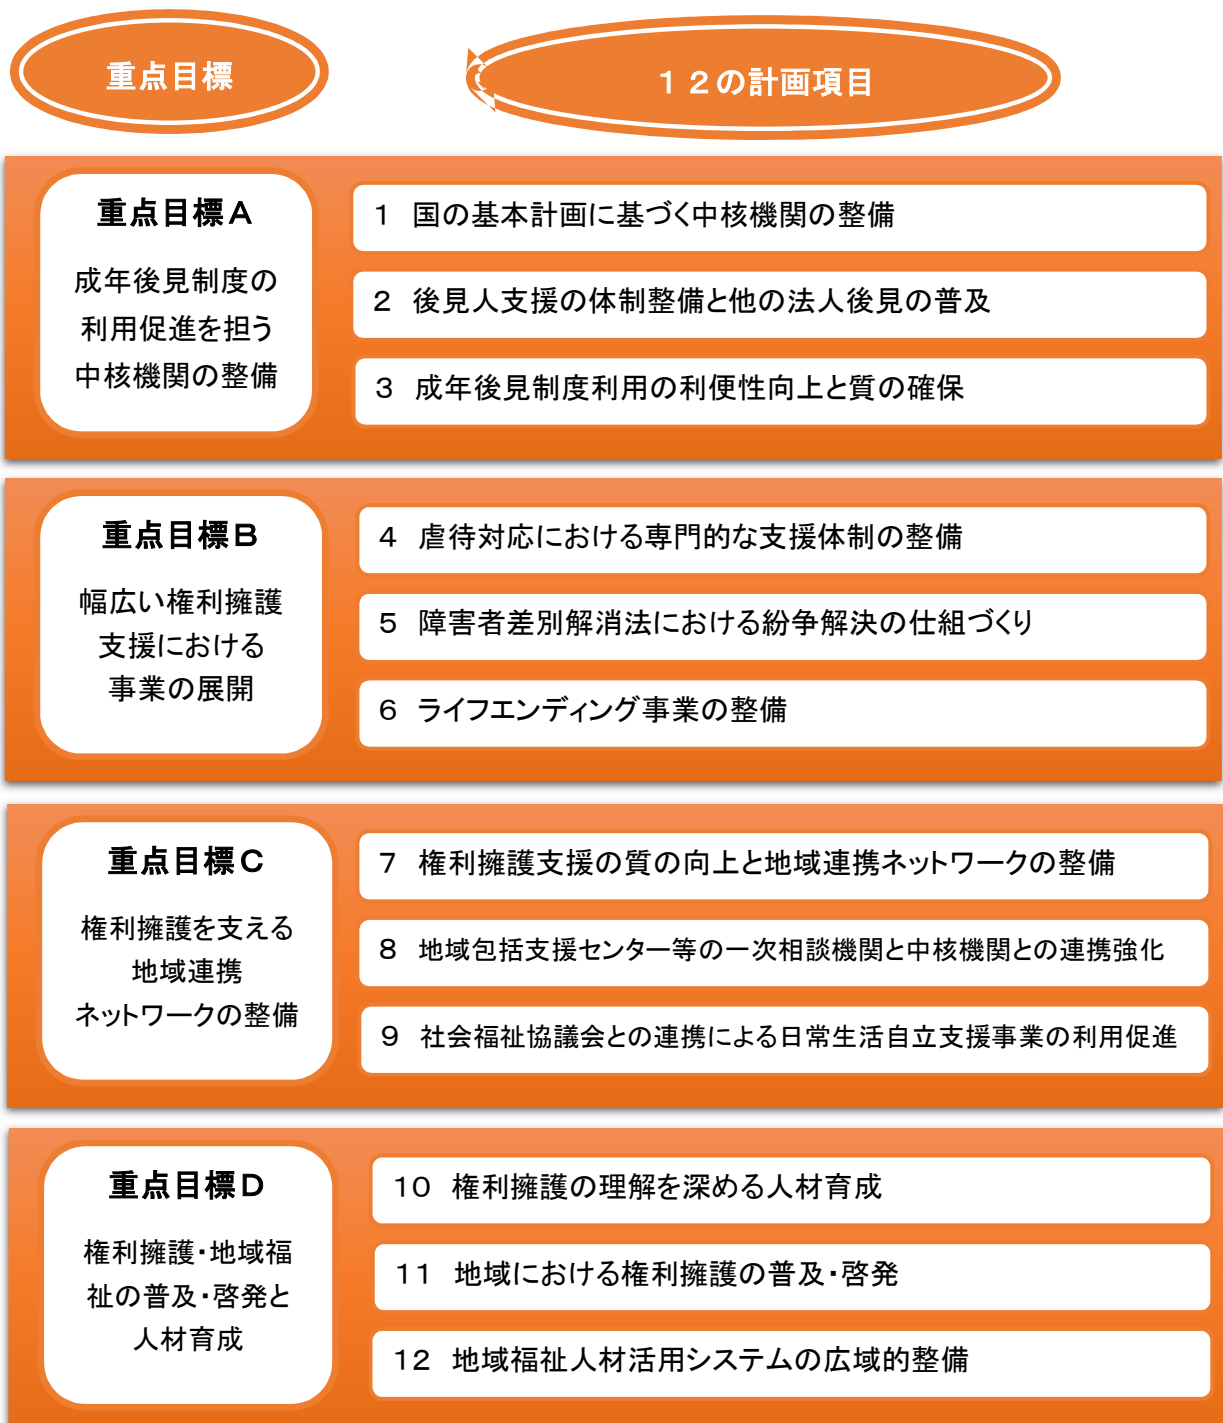 重点目標
１２の計画項目
重点目標Ａ
成年後見制度の
利用促進を担う
中核機関の整備
１　国の基本計画に基づく中核機関の整備
２　後見人支援の体制整備と他の法人後見の普及
３　成年後見制度利用の利便性向上と質の確保
重点目標Ｂ
幅広い権利擁護
支援における
事業の展開
４　虐待対応における専門的な支援体制の整備
５　障害者差別解消法における紛争解決の仕組づくり
６　ライフエンディング事業の整備
重点目標Ｃ
権利擁護を支える
地域連携
ネットワークの整備
７　権利擁護支援の質の向上と地域連携ネットワークの整備
８　地域包括支援センター等の一次相談機関と中核機関との連携強化
９　社会福祉協議会との連携による日常生活自立支援事業の利用促進
重点目標Ｄ
権利擁護・地域福
祉の普及・啓発と
人材育成
１０　権利擁護の理解を深める人材育成
１１　地域における権利擁護の普及・啓発
１２　地域福祉人材活用システムの広域的整備